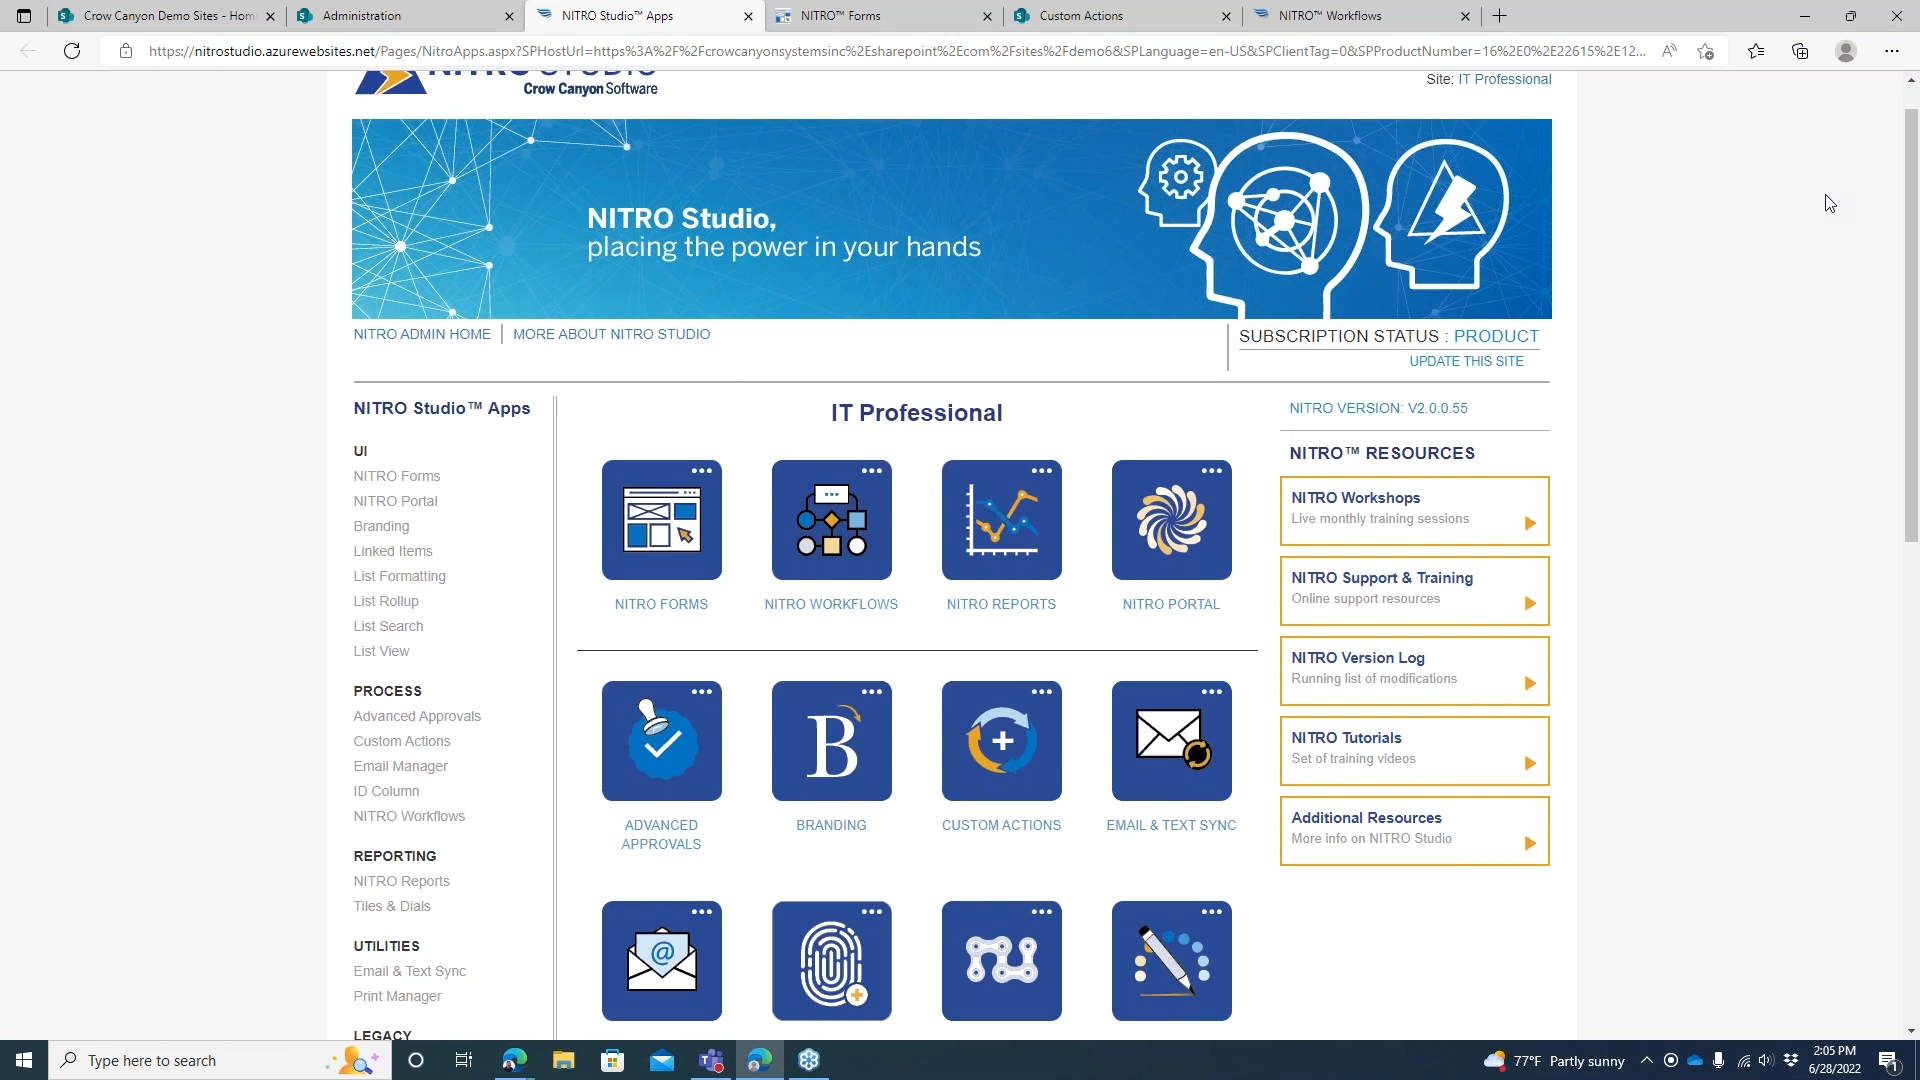 Crow Canyon Demo Sites - Hom
Administration
NITRO Studio™ Apps
NITRO™ Forms
Custom Actions
NITRO™ Workflows
https://nitrostudio.azurewebsites.net/Pages/NitroApps.aspx?SPHostUrl=https%3A%2F%2Fcrowcanyonsystemsinc%2Esharepoint%2Ecom%2Fsites%2Fdemo6&SPLanguage=en-US&SPClientTag=0&SPProductNumber=16%2E0%2E22615%2E12...
NITRO STUDIO
Crow Canyon Software
Site: IT Professional
NITRO Studio,
placing the power in your hands
NITRO ADMIN HOME
MORE ABOUT NITRO STUDIO
SUBSCRIPTION STATUS : PRODUCT
UPDATE THIS SITE
NITRO Studio™ Apps
UI
NITRO Forms
NITRO Portal
Branding
Linked Items
List Formatting
List Rollup
List Search
List View
PROCESS
Advanced Approvals
Custom Actions
Email Manager
ID Column
NITRO Workflows
REPORTING
NITRO Reports
Tiles & Dials
UTILITIES
Email & Text Sync
Print Manager
LEGACY
IT Professional
NITRO FORMS
NITRO WORKFLOWS
NITRO REPORTS
NITRO PORTAL
B
ADVANCED
APPROVALS
BRANDING
CUSTOM ACTIONS
EMAIL & TEXT SYNC
@
NITRO VERSION: V2.0.0.55
NITRO™ RESOURCES
NITRO Workshops
Live monthly training sessions
NITRO Support & Training
Online support resources
NITRO Version Log
Running list of modifications
NITRO Tutorials
Set of training videos
Additional Resources
More info on NITRO Studio
Type here to search
77°F Partly sunny
2:05 PM
6/28/2022
1